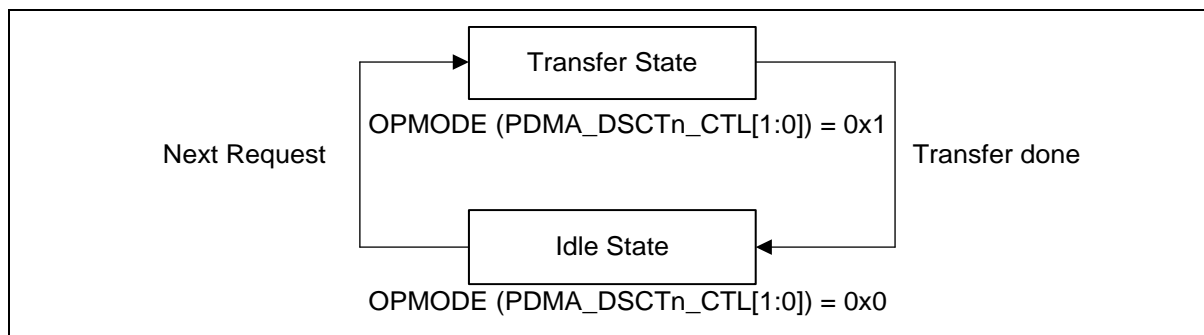 Transfer State
OPMODE (PDMA_DSCTn_CTL[1:0]) = 0x1
Next Request
Transfer done
Idle State
OPMODE (PDMA_DSCTn_CTL[1:0]) = 0x0